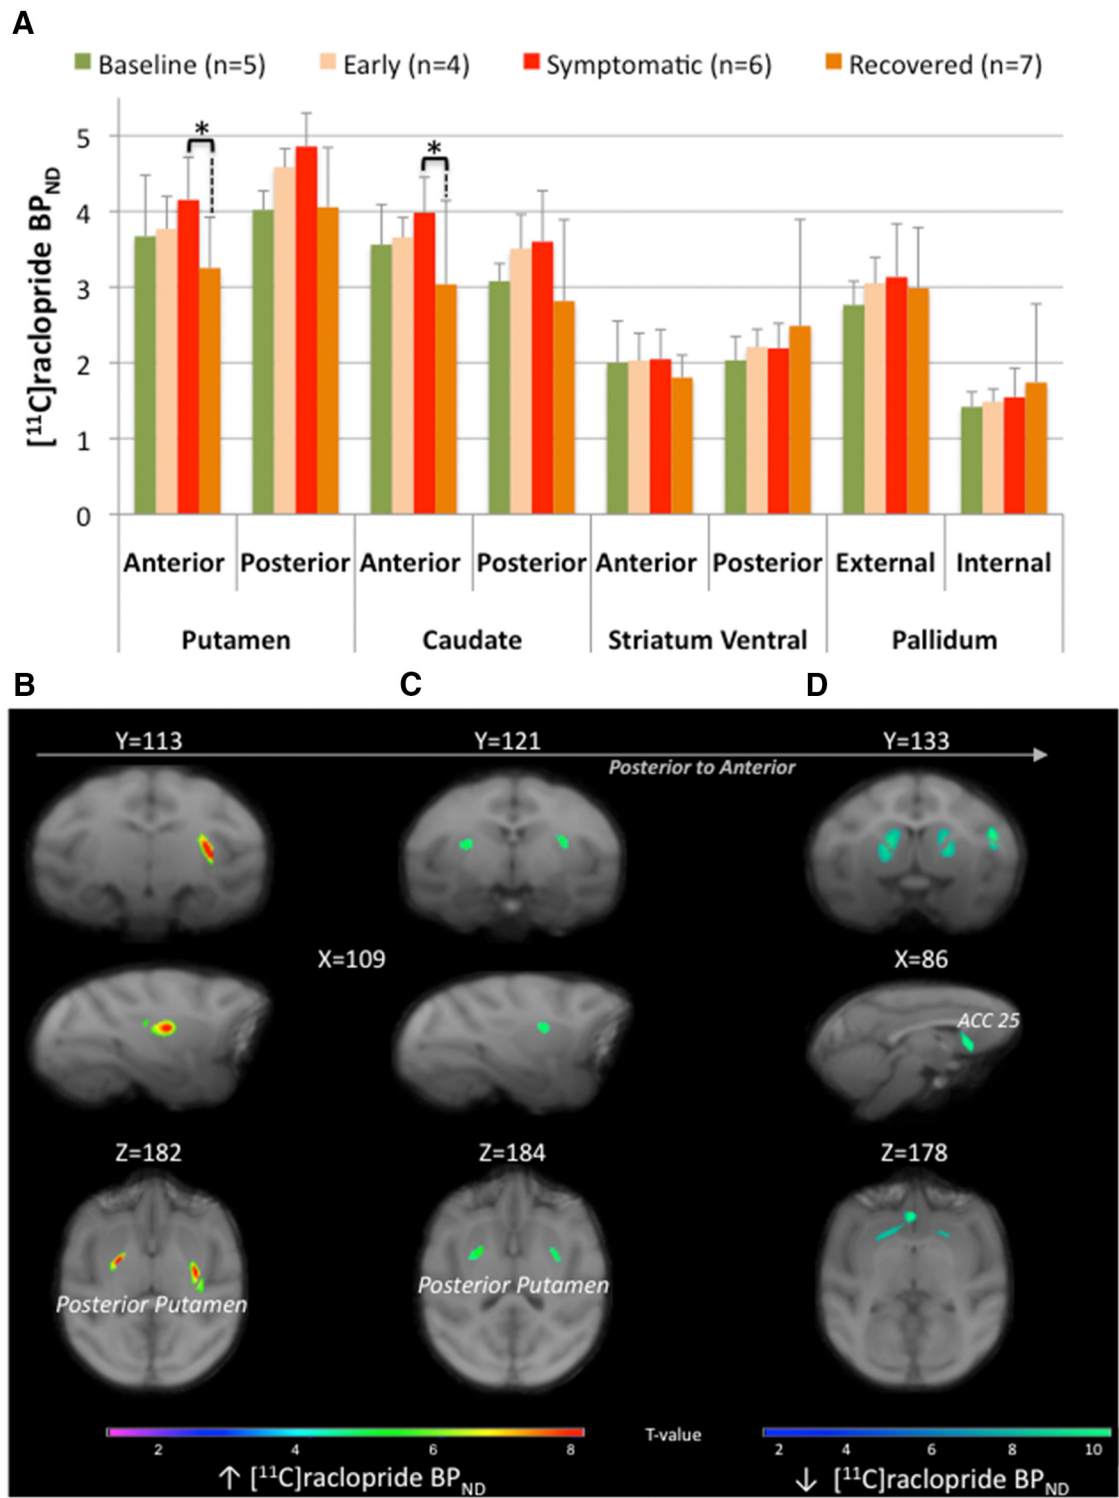 A
Baseline (n=5) Early (n=4) Symptomatic (n=6) Recovered (n=7)
[¹¹C]raclopride BP_ND
5
4
3
2
1
0
Anterior Posterior Anterior Posterior Anterior Posterior External Internal
Putamen Caudate Striatum Ventral Pallidum
* *
B C D
Y=113 Y=121 Y=133
Posterior to Anterior
X=109 X=86
ACC 25
Z=182 Z=184 Z=178
Posterior Putamen Posterior Putamen
T-value
2 4 6 8 2 4 6 8 10
↑ [¹¹C]raclopride BP_ND ↓ [¹¹C]raclopride BP_ND